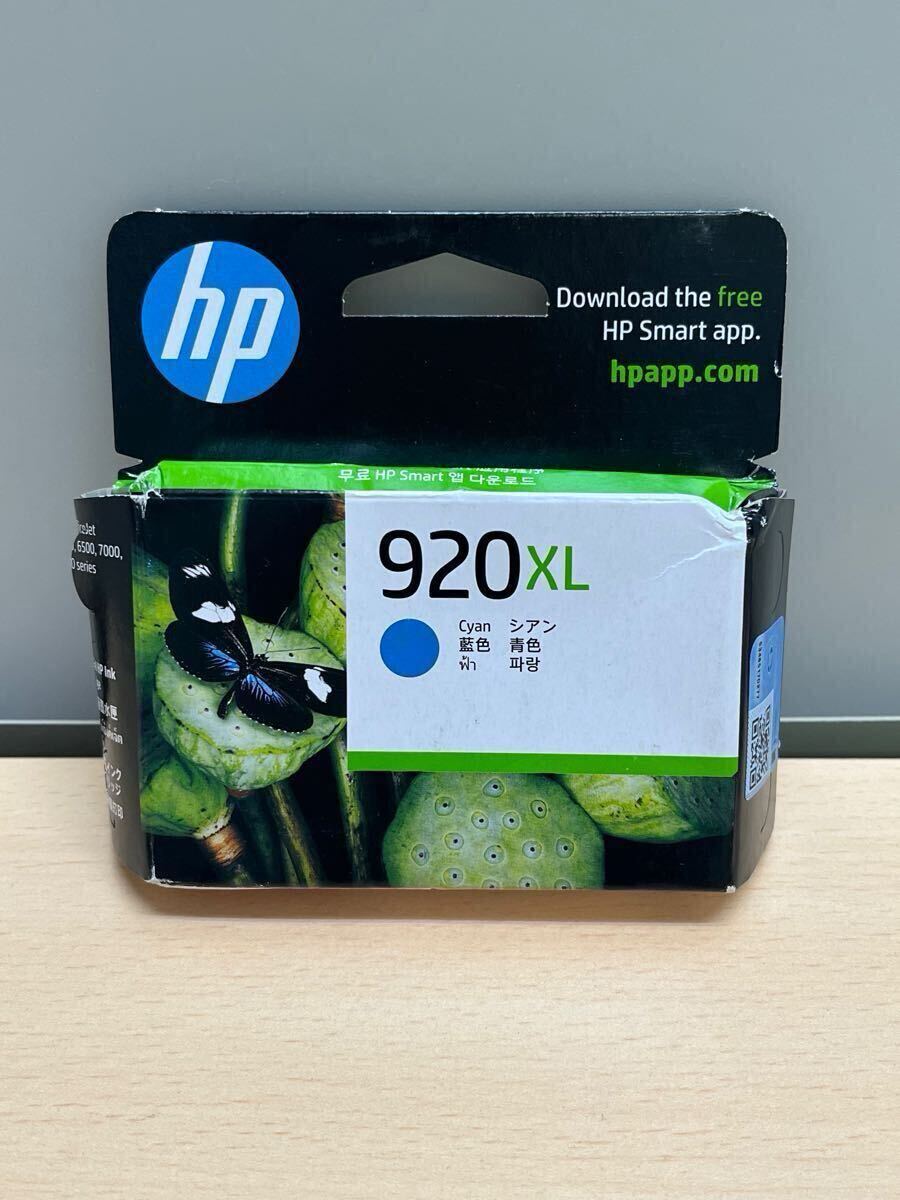 hp
Download the free
HP Smart app.
hpapp.com
무료 HP Smart 앱 다운로드
920XL
Cyan シアン
藍色 青色
ฟ้า 파랑
6500, 7000,
series
Ink